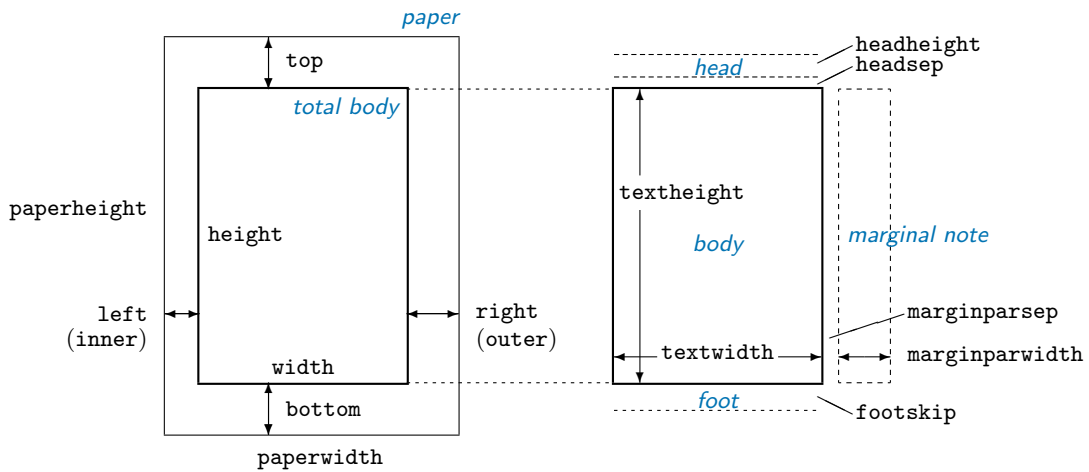 paper
top
total body
paperheight
height
left
(inner)
right
(outer)
width
bottom
paperwidth
headheight
head
headsep
textheight
body
marginal note
marginparsep
textwidth
marginparwidth
foot
footskip